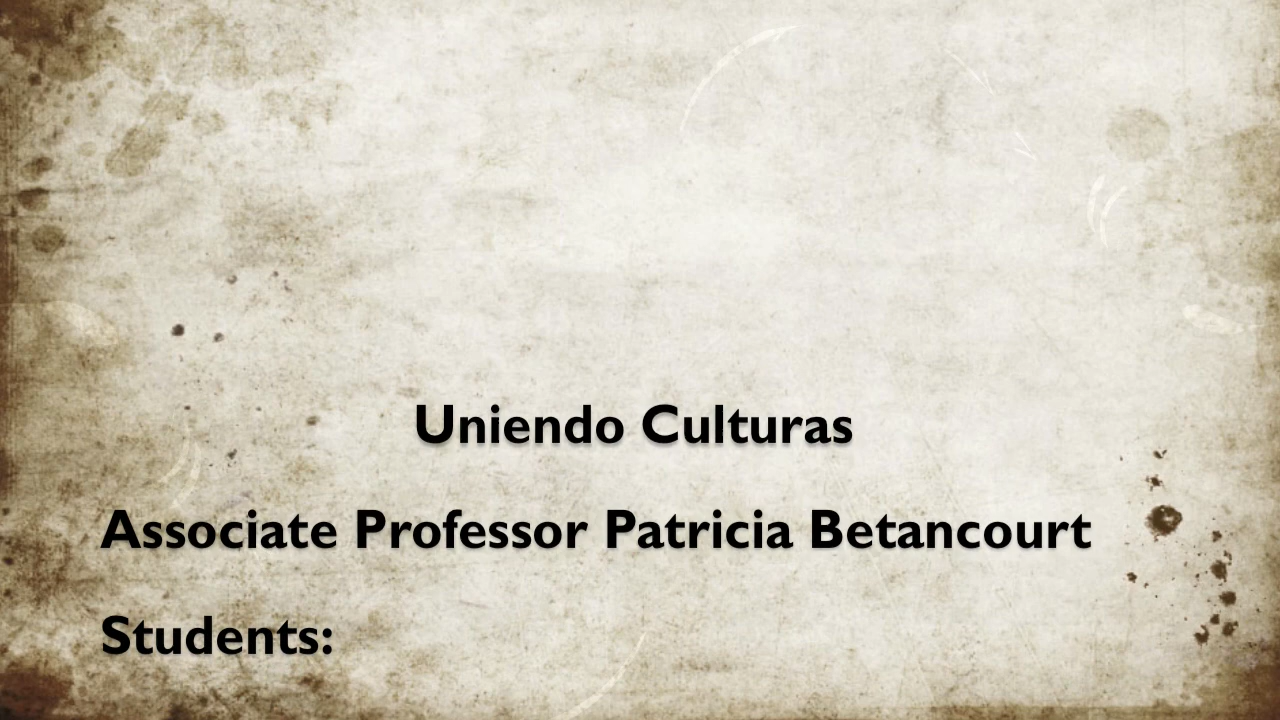 Uniendo Culturas
Associate Professor Patricia Betancourt
Students: